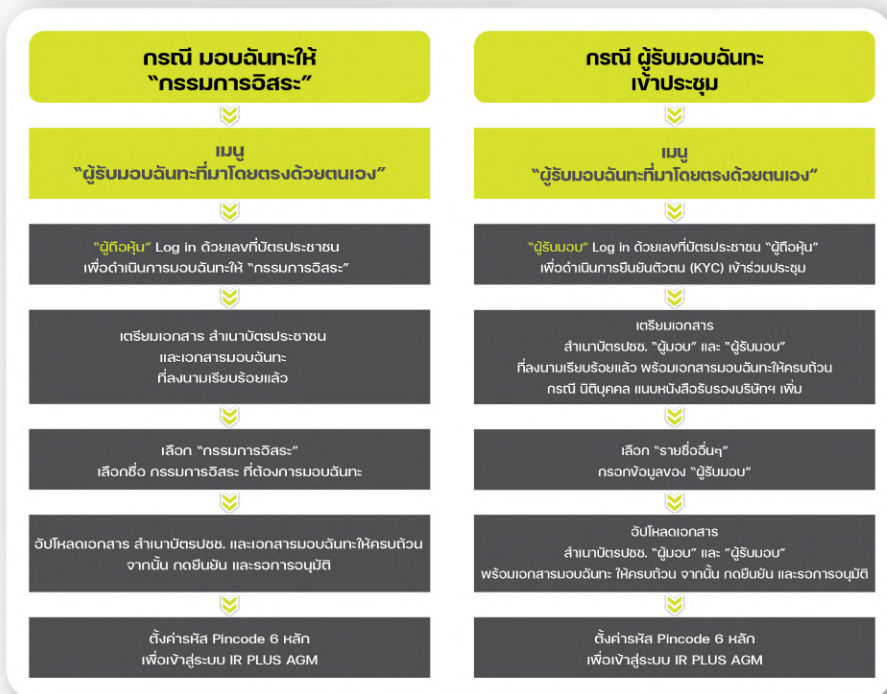 กรณี มอบฉันทะให้
"กรรมการอิสระ"
เมนู
"ผู้รับมอบฉันทะที่มาโดยตรงด้วยตนเอง"
"ผู้ถือหุ้น" Log in ด้วยเลขที่บัตรประชาชน
เพื่อดำเนินการมอบฉันทะให้ "กรรมการอิสระ"
เตรียมเอกสาร สำเนาบัตรประชาชน
และเอกสารมอบฉันทะ
ที่ลงนามเรียบร้อยแล้ว
เลือก "กรรมการอิสระ"
เลือกชื่อ กรรมการอิสระ ที่ต้องการมอบฉันทะ
อัปโหลดเอกสาร สำเนาบัตรปชช. และเอกสารมอบฉันทะให้ครบถ้วน
จากนั้น กดยืนยัน และรอการอนุมัติ
ตั้งค่ารหัส Pincode 6 หลัก
เพื่อเข้าสู่ระบบ IR PLUS AGM
กรณี ผู้รับมอบฉันทะ
เข้าประชุม
เมนู
"ผู้รับมอบฉันทะที่มาโดยตรงด้วยตนเอง"
"ผู้รับมอบ" Log in ด้วยเลขที่บัตรประชาชน "ผู้ถือหุ้น"
เพื่อดำเนินการยืนยันตัวตน (KYC) เข้าร่วมประชุม
เตรียมเอกสาร
สำเนาบัตรปชช. "ผู้มอบ" และ "ผู้รับมอบ"
ที่ลงนามเรียบร้อยแล้ว พร้อมเอกสารมอบฉันทะให้ครบถ้วน
กรณี นิติบุคคล แนบหนังสือรับรองบริษัทฯ เพิ่ม
เลือก "รายชื่ออื่นๆ"
กรอกข้อมูลของ "ผู้รับมอบ"
อัปโหลดเอกสาร
สำเนาบัตรปชช. "ผู้มอบ" และ "ผู้รับมอบ"
พร้อมเอกสารมอบฉันทะ ให้ครบถ้วน จากนั้น กดยืนยัน และรอการอนุมัติ
ตั้งค่ารหัส Pincode 6 หลัก
เพื่อเข้าสู่ระบบ IR PLUS AGM